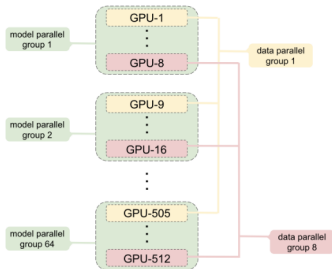 model parallel
group 1
GPU-1
GPU-8
data parallel
group 1
model parallel
group 2
GPU-9
GPU-16
model parallel
group 64
GPU-505
GPU-512
data parallel
group 8